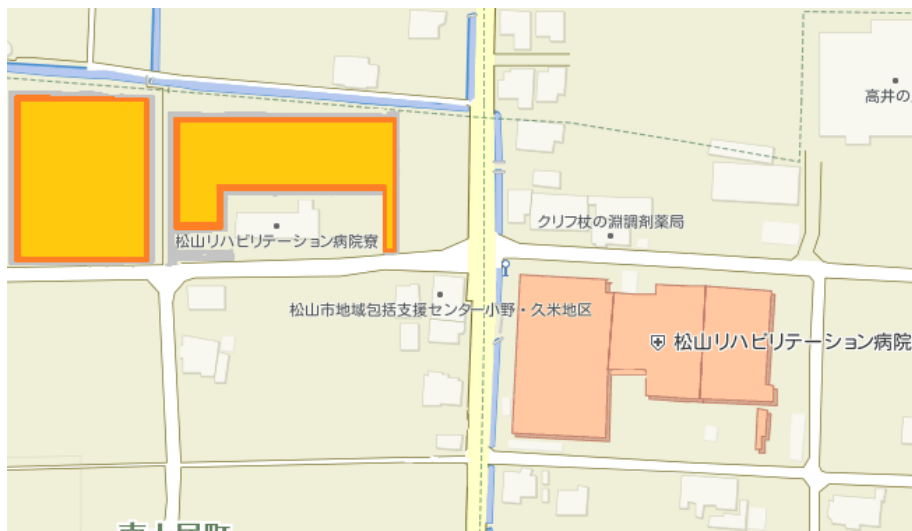 高井の
クリフ杖の淵調剤薬局
松山リハビリテーション病院寮
松山市地域包括支援センター小野・久米地区
松山リハビリテーション病院